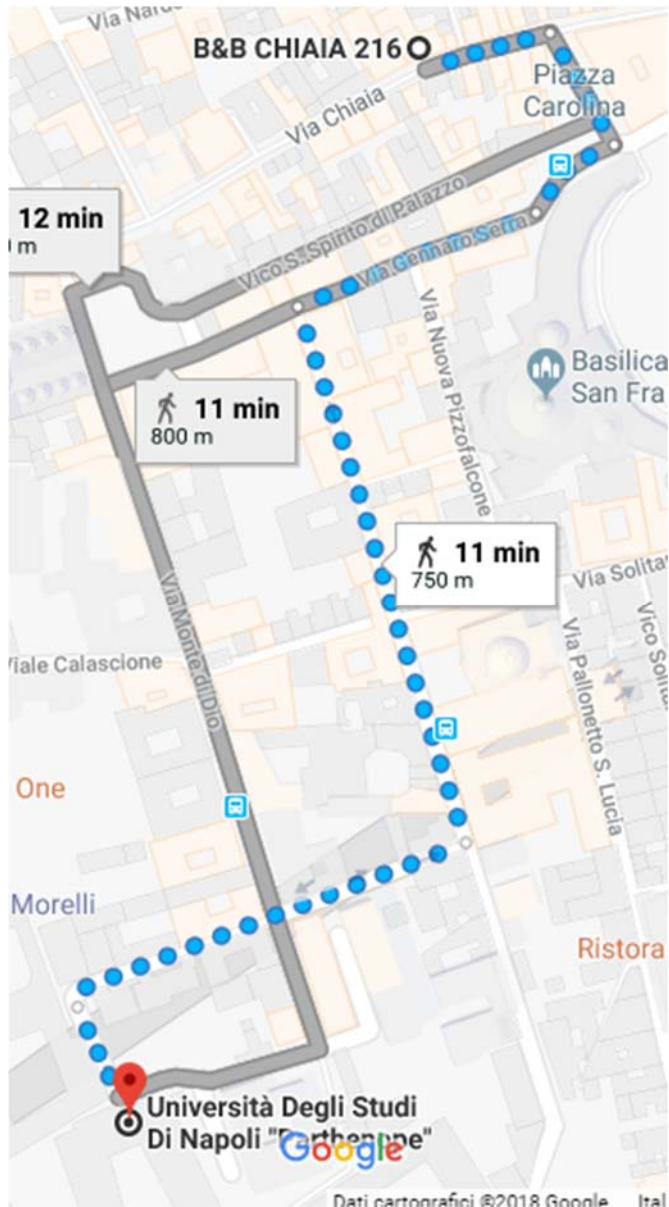 Via Nardo
B&B CHIAIA 216
Piazza
Carolina
Via Chiaia
12 min
m
Vico S. Spirito di Palazzo
Via Gennaro Serra
Via Nuova Pizzofalcone
Basilica
San Fra
11 min
800 m
11 min
750 m
Via Solita
Via Monte di Dio
Viale Calascione
Via Pallonetto S. Lucia
Vico Solita
One
Morelli
Ristora
Università Degli Studi
Di Napoli "Parthenope"
Google
Dati cartografici ©2018 Google
Ital